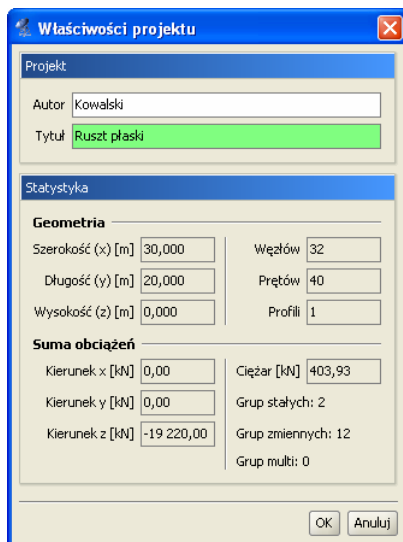 Właściwości projektu
Projekt
Autor Kowalski
Tytuł Ruszt płaski
Statystyka
Geometria
Szerokość (x) [m] 30,000 Węzłów 32
Długość (y) [m] 20,000 Prętów 40
Wysokość (z) [m] 0,000 Profili 1
Suma obciążeń
Kierunek x [kN] 0,00 Ciężar [kN] 403,93
Kierunek y [kN] 0,00 Grup stałych: 2
Kierunek z [kN] -19 220,00 Grup zmiennych: 12
Grup multi: 0
OK Anuluj